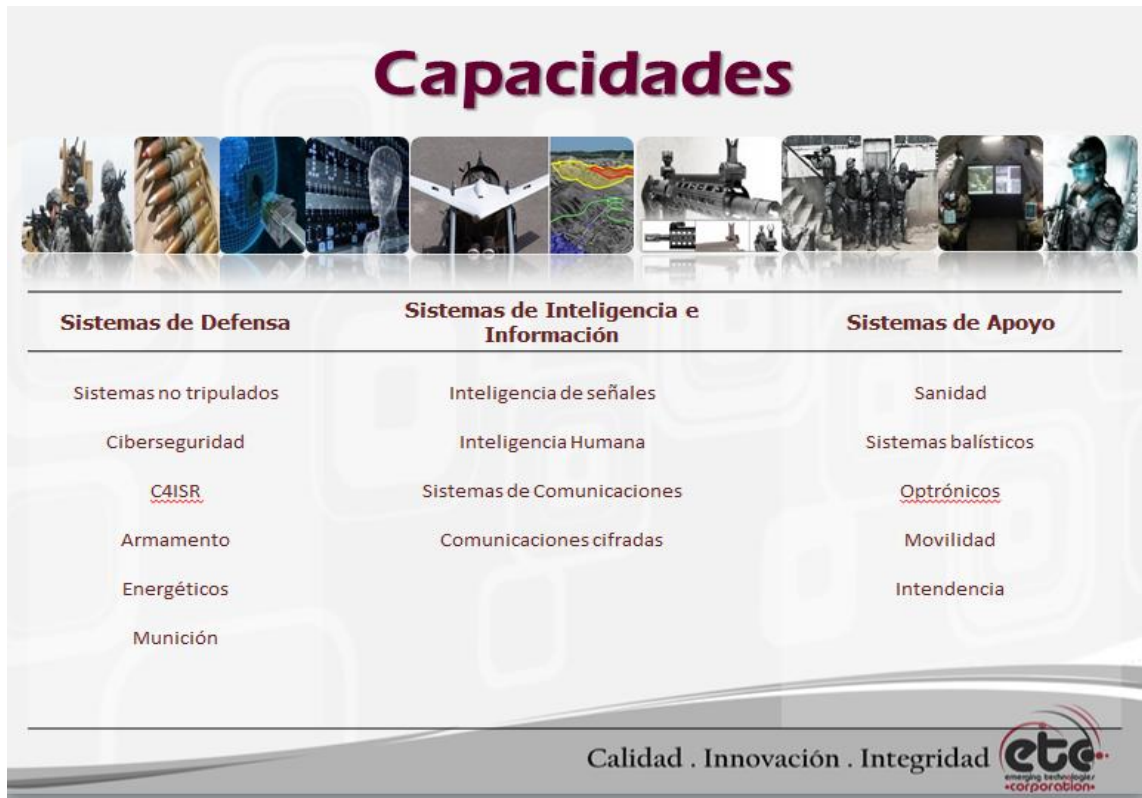 Capacidades
Sistemas de Defensa
Sistemas no tripulados
Ciberseguridad
C4ISR
Armamento
Energéticos
Munición
Sistemas de Inteligencia e
Información
Inteligencia de señales
Inteligencia Humana
Sistemas de Comunicaciones
Comunicaciones cifradas
Sistemas de Apoyo
Sanidad
Sistemas balísticos
Optrónicos
Movilidad
Intendencia
Calidad . Innovación . Integridad
etc
emerging technologies
•corporation•